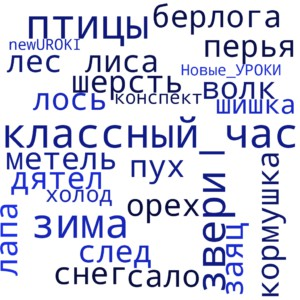 птицы
берлога
newUROKI
перья
лес
лиса
Новые_УРОКИ
шерсть
волк
лось
конспект
шишка
классный_час
метель
пух
дятел
холод
орех
зима
звери
кормушка
заяц
лапа
след
снег
сало